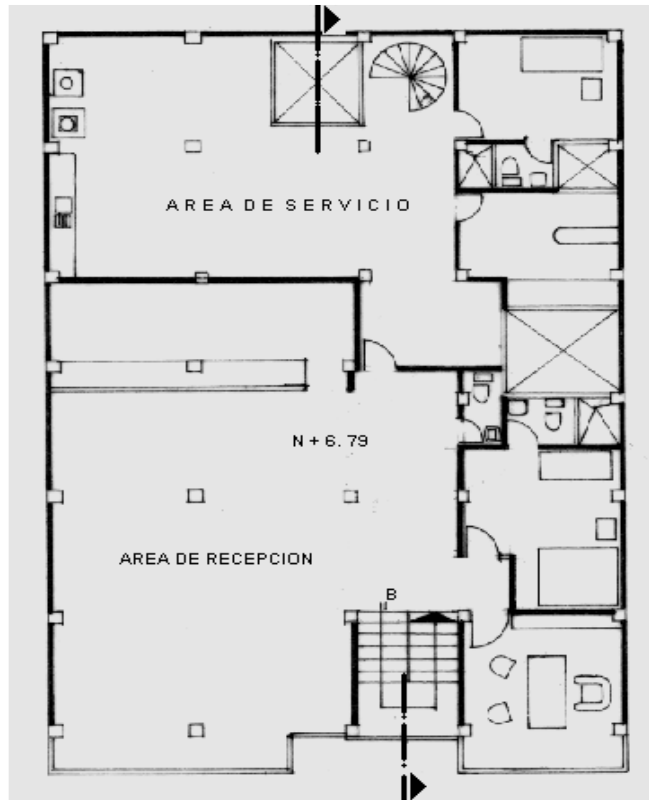 AREA DE SERVICIO
N + 6.79
AREA DE RECEPCION
B